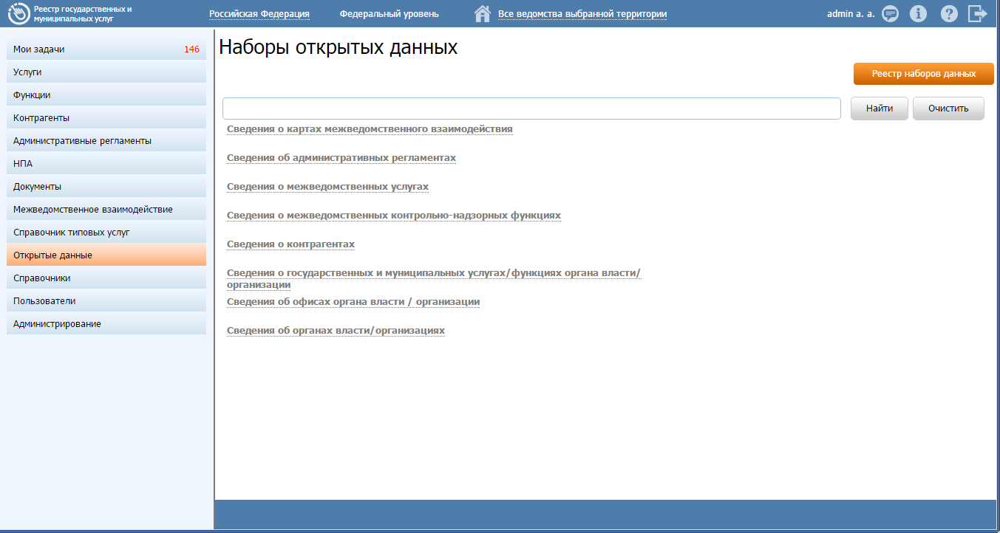 Реестр государственных и
муниципальных услуг
Российская Федерация
Федеральный уровень
Все ведомства выбранной территории
admin a. a.
Мои задачи 146
Услуги
Функции
Контрагенты
Административные регламенты
НПА
Документы
Межведомственное взаимодействие
Справочник типовых услуг
Открытые данные
Справочники
Пользователи
Администрирование
Наборы открытых данных
Реестр наборов данных
Найти
Очистить
Сведения о картах межведомственного взаимодействия
Сведения об административных регламентах
Сведения о межведомственных услугах
Сведения о межведомственных контрольно-надзорных функциях
Сведения о контрагентах
Сведения о государственных и муниципальных услугах/функциях органа власти/
организации
Сведения об офисах органа власти / организации
Сведения об органах власти/организациях